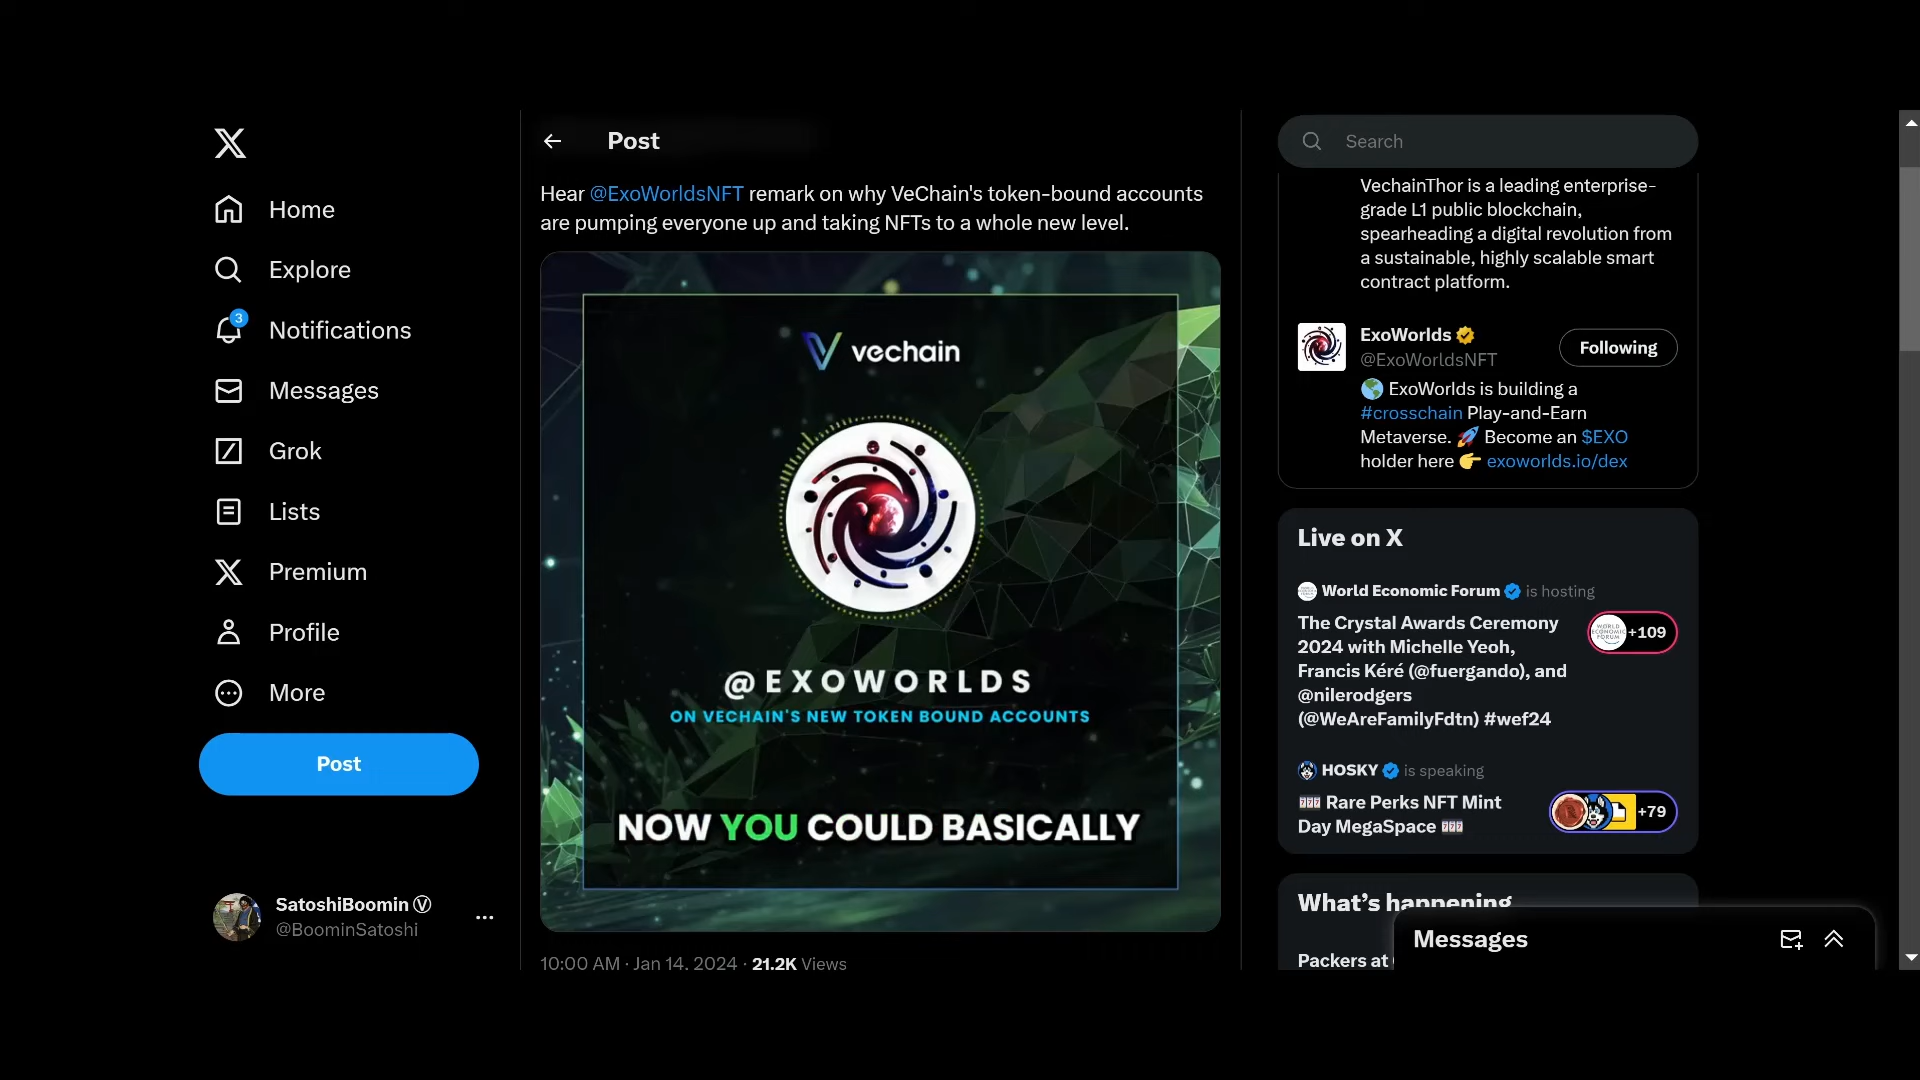 Home
Explore
3
Notifications
Messages
Grok
Lists
Premium
Profile
More
Post
SatoshiBoomin Ⓥ
@BoominSatoshi
Post
Hear @ExoWorldsNFT remark on why VeChain's token-bound accounts
are pumping everyone up and taking NFTs to a whole new level.
vechain
@EXOWORLDS
ON VECHAIN'S NEW TOKEN BOUND ACCOUNTS
NOW YOU COULD BASICALLY
10:00 AM · Jan 14, 2024 · 21.2K Views
Search
VechainThor is a leading enterprise-
grade L1 public blockchain,
spearheading a digital revolution from
a sustainable, highly scalable smart
contract platform.
ExoWorlds
@ExoWorldsNFT
Following
🌎 ExoWorlds is building a
#crosschain Play-and-Earn
Metaverse. 🚀 Become an $EXO
holder here 👉 exoworlds.io/dex
Live on X
World Economic Forum is hosting
The Crystal Awards Ceremony
2024 with Michelle Yeoh,
Francis Kéré (@fuergando), and
@nilerodgers
(@WeAreFamilyFdtn) #wef24
WORLD
ECONOMIC
FORUM
+109
HOSKY is speaking
🎰 Rare Perks NFT Mint
Day MegaSpace 🎰
+79
What's happening
Packers at
Messages